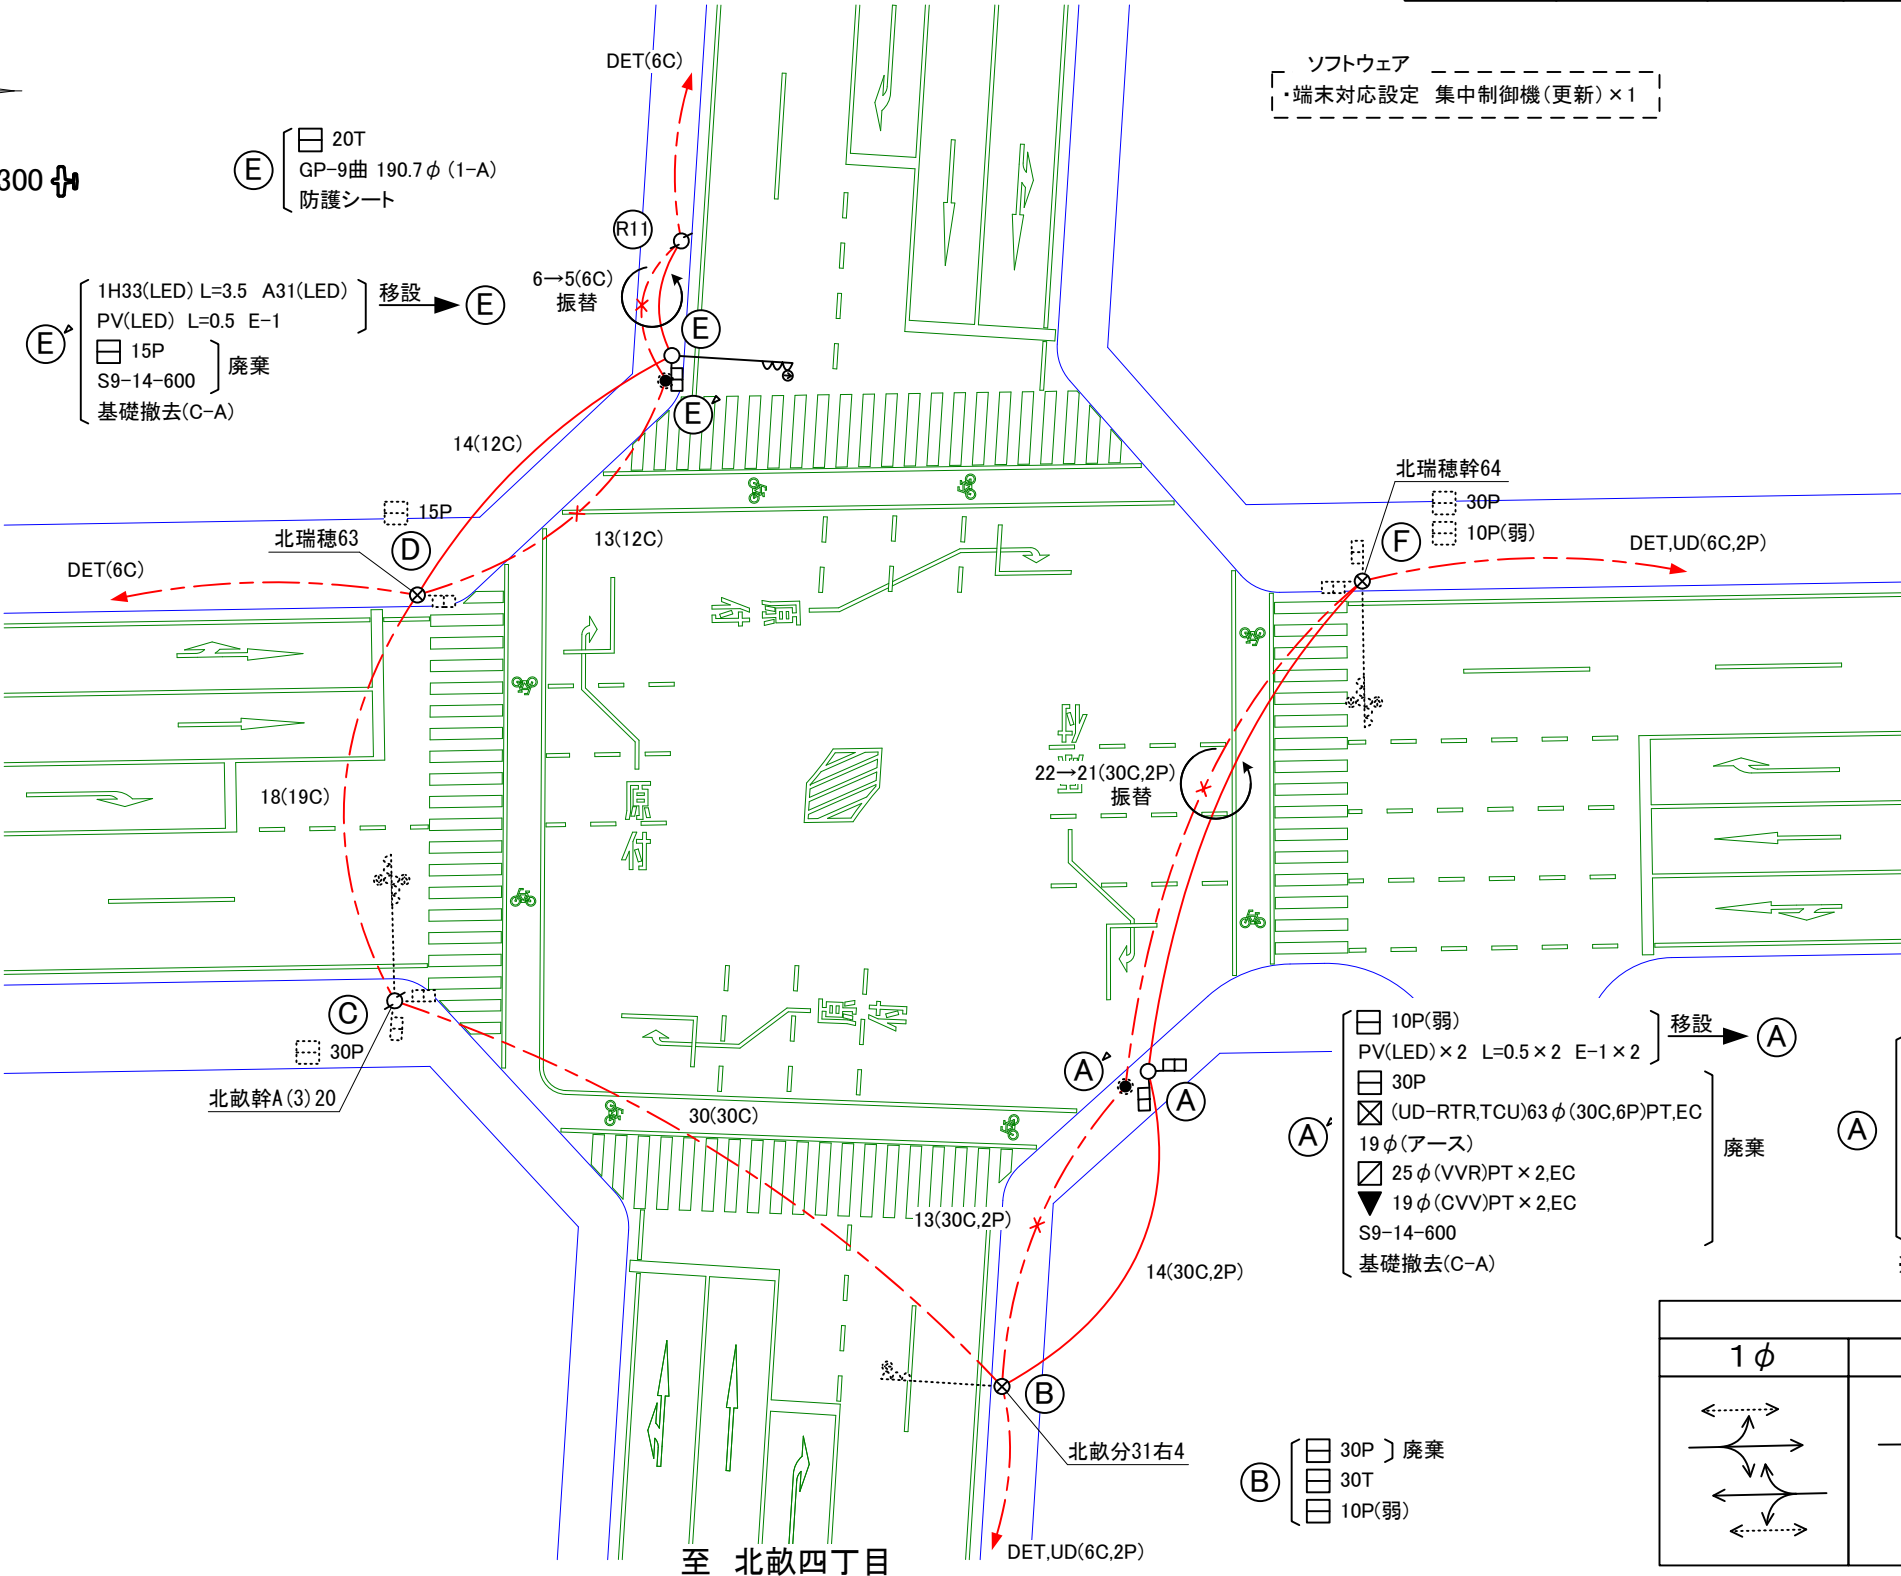 ソフトウェア
・端末対応設定 集中制御機(更新)×1
DET(6C)
E
20T
GP-9曲 190.7φ (1-A)
防護シート
300
R11
6→5(6C)
振替
E'
1H33(LED) L=3.5 A31(LED)
PV(LED) L=0.5 E-1
移設
E
15P
S9-14-600
廃棄
基礎撤去(C-A)
E
E'
14(12C)
15P
北瑞穂63
D
13(12C)
DET(6C)
北瑞穂幹64
30P
10P(弱)
F
DET,UD(6C,2P)
原付
原付
原付
22→21(30C,2P)
振替
18(19C)
C
30P
北畝幹A(3)20
30(30C)
A'
A
A'
10P(弱)
PV(LED)×2 L=0.5×2 E-1×2
移設
A
30P
(UD-RTR,TCU)63φ(30C,6P)PT,EC
19φ(アース)
25φ(VVR)PT×2,EC
19φ(CVV)PT×2,EC
S9-14-600
廃棄
基礎撤去(C-A)
A
13(30C,2P)
14(30C,2P)
B
北畝分31右4
B
30P
廃棄
30T
10P(弱)
DET,UD(6C,2P)
至 北畝四丁目
1φ